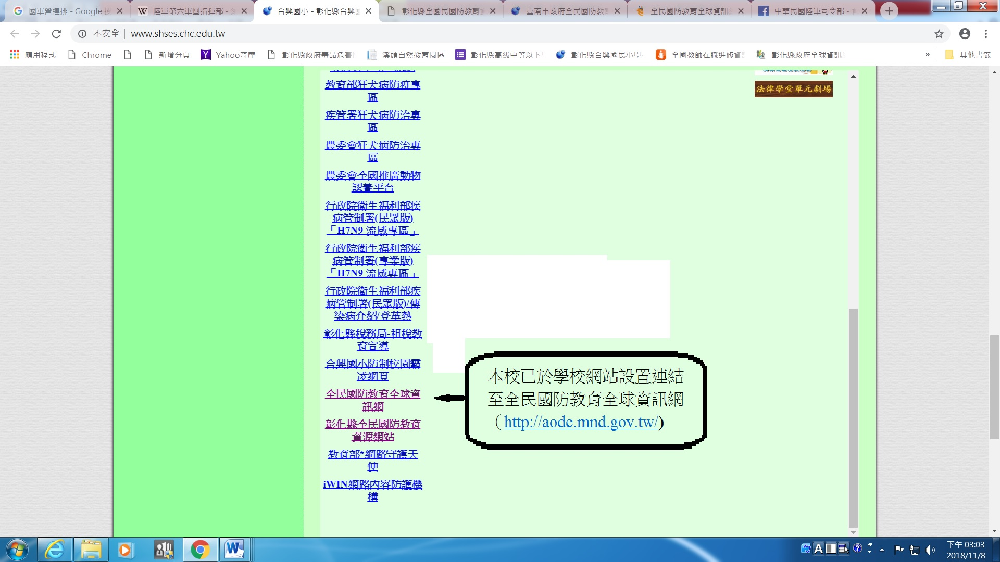 國軍營連排 - Google 搜
陸軍第六軍團指揮部 - 維
合興國小 - 彰化縣合興國
彰化縣全國民國防教育資
臺南市政府全民國防教育
全民國防教育全球資訊網
中華民國陸軍司令部 - 首
不安全
www.shses.chc.edu.tw
應用程式
Chrome
新增分頁
Yahoo奇摩
彰化縣政府毒品危害防
溪頭自然教育園區
彰化縣高級中等以下學
彰化縣合興國民小學-
全國教師在職進修資訊
彰化縣政府全球資訊網
»
其他書籤
教育部狂犬病防疫專
區
疾管署狂犬病防治專
區
農委會狂犬病防治專
區
農委會全國推廣動物
認養平台
行政院衛生福利部疾
病管制署(民眾版)
「H7N9 流感專區」
行政院衛生福利部疾
病管制署(專業版)
「H7N9 流感專區」
行政院衛生福利部疾
病管制署(民眾版)/傳
染病介紹/登革熱
彰化縣稅務局-租稅教
育宣導
合興國小防制校園霸
凌網頁
全民國防教育全球資
訊網
彰化縣全民國防教育
資源網站
教育部*網路守護天
使
iWIN網路內容防護機
構
法律學堂單元劇場
本校已於學校網站設置連結
至全民國防教育全球資訊網
（http://aode.mnd.gov.tw/)
下午 03:03
2018/11/8